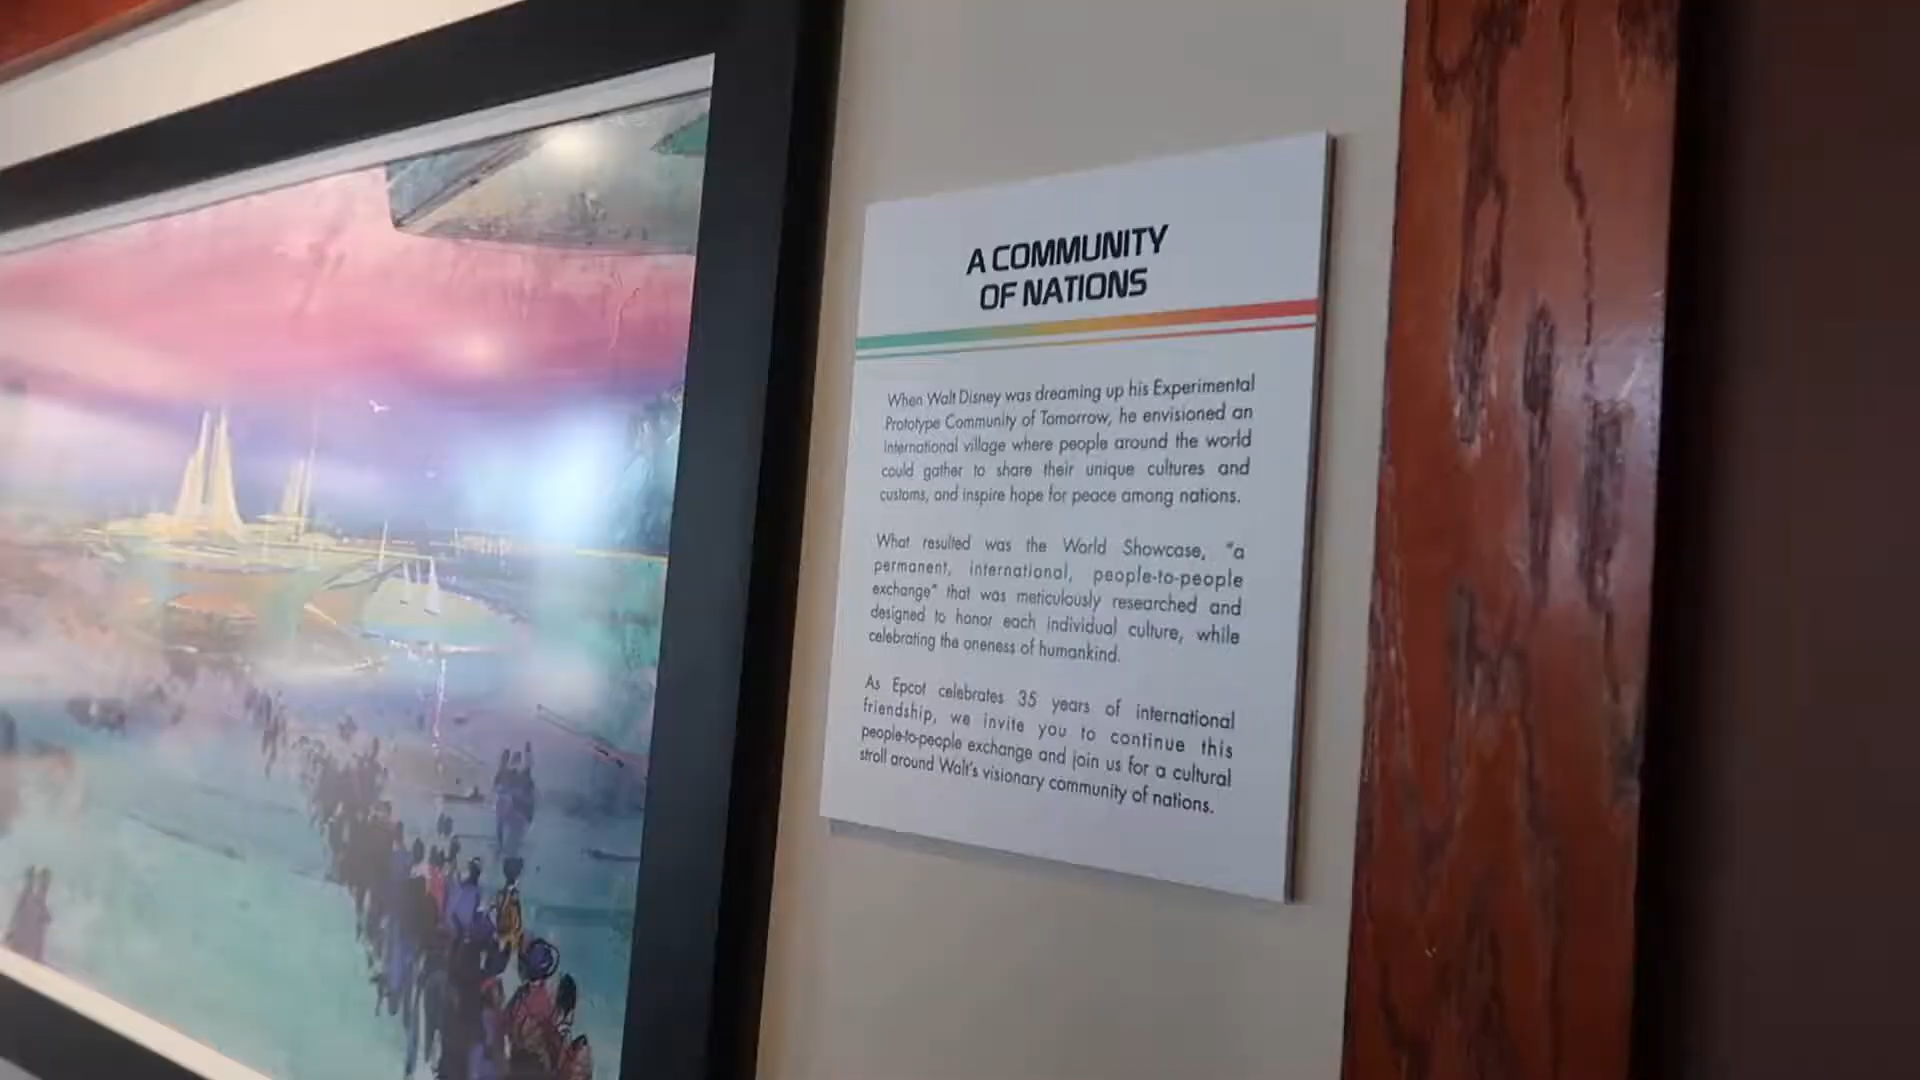 A COMMUNITY
OF NATIONS
When Walt Disney was dreaming up his Experimental
Prototype Community of Tomorrow, he envisioned an
international village where people around the world
could gather to share their unique cultures and
customs, and inspire hope for peace among nations.
What resulted was the World Showcase, "a
permanent, international, people-to-people
exchange" that was meticulously researched and
designed to honor each individual culture, while
celebrating the oneness of humankind.
As Epcot celebrates 35 years of international
friendship, we invite you to continue this
people-to-people exchange and join us for a cultural
stroll around Walt's visionary community of nations.